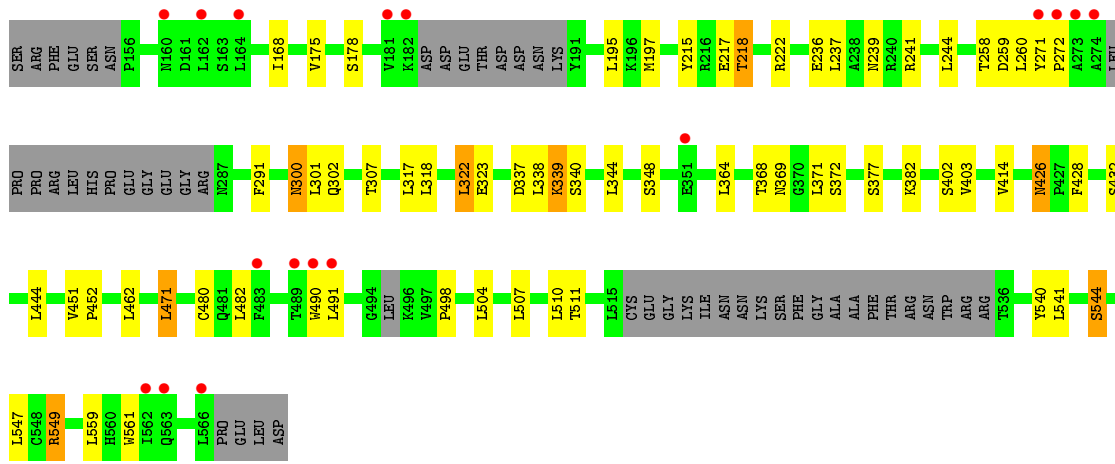 SER ARG PHE GLU SER ASN P156 N160 D161 L162 S163 L164 I168 V175 S178 V181 K182 ASP ASP GLU THR ASP ASP ASN LYS Y191 L195 K196 M197 Y215 R216 E217 T218 R222 E236 L237 A238 N239 R240 R241 L244 T258 D259 L260 Y271 P272 A273 A274 LEU
PRO PRO ARG LEU HIS PRO GLU GLY GLU GLY ARG N287 F291 N300 L301 Q302 T307 L317 L318 L322 E323 D337 L338 K339 S340 L344 S348 E351 L364 T368 N369 G370 L371 S372 S377 K382 S402 V403 V414 N426 P427 F428 S432
L444 V451 P452 L462 L471 C480 Q481 L482 F483 T489 W490 L491 G494 LEU K496 V497 P498 L504 L507 L510 T511 L515 CYS GLU GLY LYS ILE ASN ASN LYS SER PHE GLY ALA ALA PHE THR ARG ASN TRP ARG ARG T536 Y540 L541 S544
L547 C548 R549 L559 H560 W561 I562 Q563 L566 PRO GLU LEU ASP